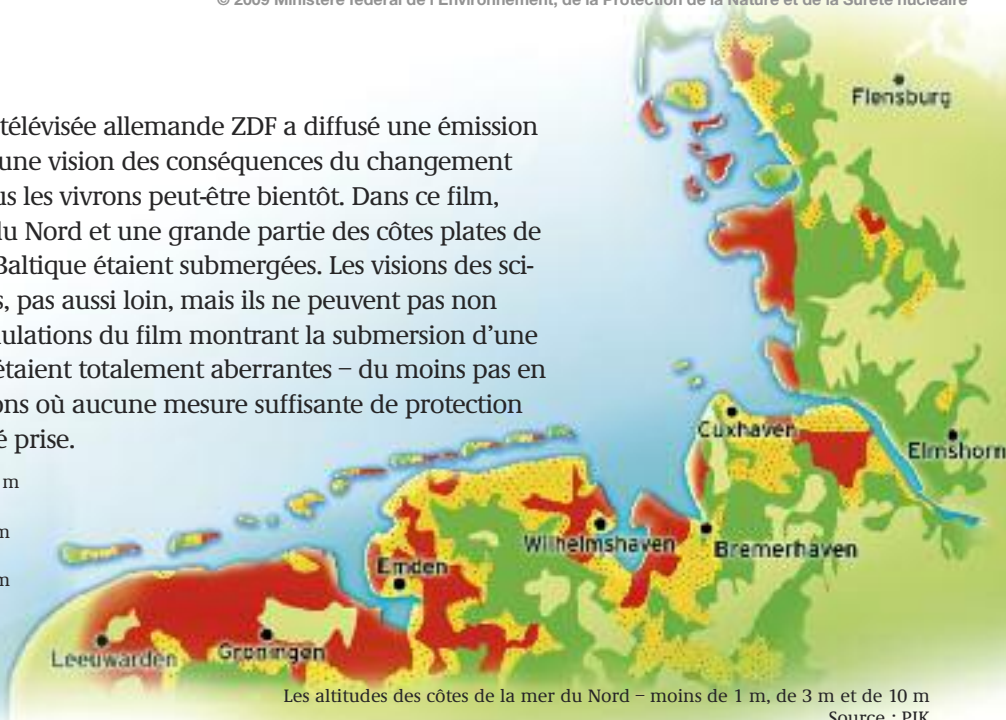 © 2009 Ministère fédéral de l'Environnement, de la Protection de la Nature et de la Sûreté nucléaire
télévisée allemande ZDF a diffusé une émission
une vision des conséquences du changement
us les vivrons peut-être bientôt. Dans ce film,
du Nord et une grande partie des côtes plates de
Baltique étaient submergées. Les visions des sci-
s, pas aussi loin, mais ils ne peuvent pas non
ulations du film montrant la submersion d'une
étaient totalement aberrantes – du moins pas en
ons où aucune mesure suffisante de protection
é prise.
m
m
m
Flensburg
Cuxhaven
Elmshorn
Wilhelmshaven
Bremerhaven
Emden
Leeuwarden
Groningen
Les altitudes des côtes de la mer du Nord – moins de 1 m, de 3 m et de 10 m
Source : PIK